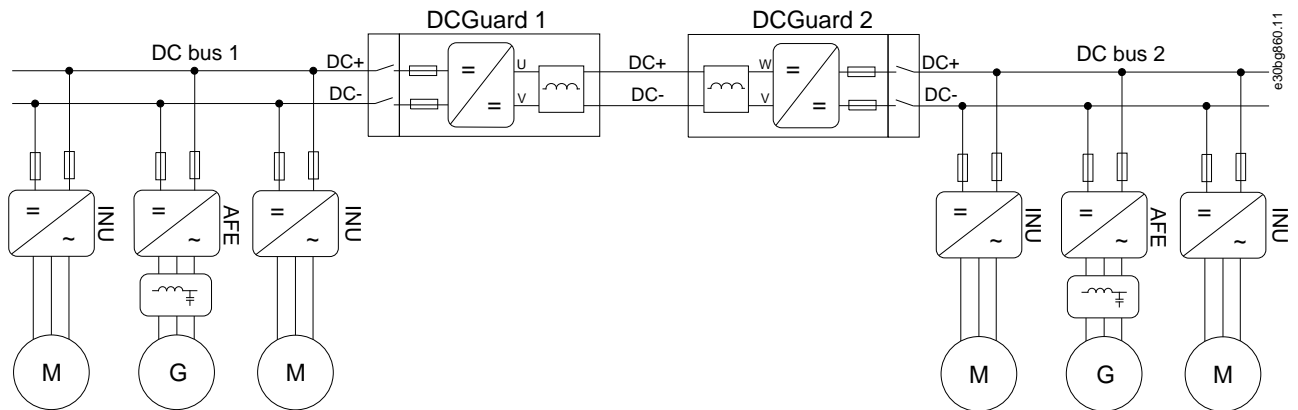 DCGuard 1
DCGuard 2
e30bg860.11
DC bus 1
DC+
U
DC+
W
DC+
DC bus 2
DC-
V
DC-
V
DC-
=
=
=
=
= ~
INU
= ~
AFE
= ~
INU
= ~
INU
= ~
AFE
= ~
INU
M
G
M
M
G
M